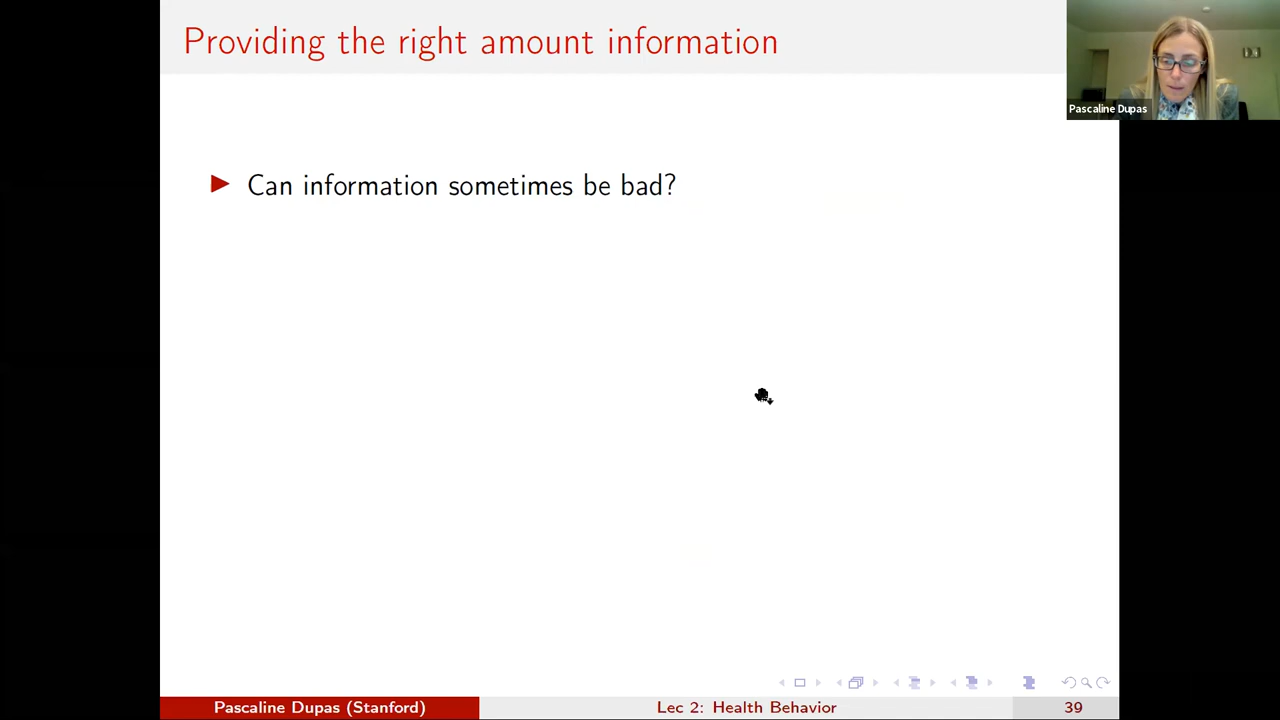 Providing the right amount information
Pascaline Dupas
Can information sometimes be bad?
Pascaline Dupas (Stanford)
Lec 2: Health Behavior
39